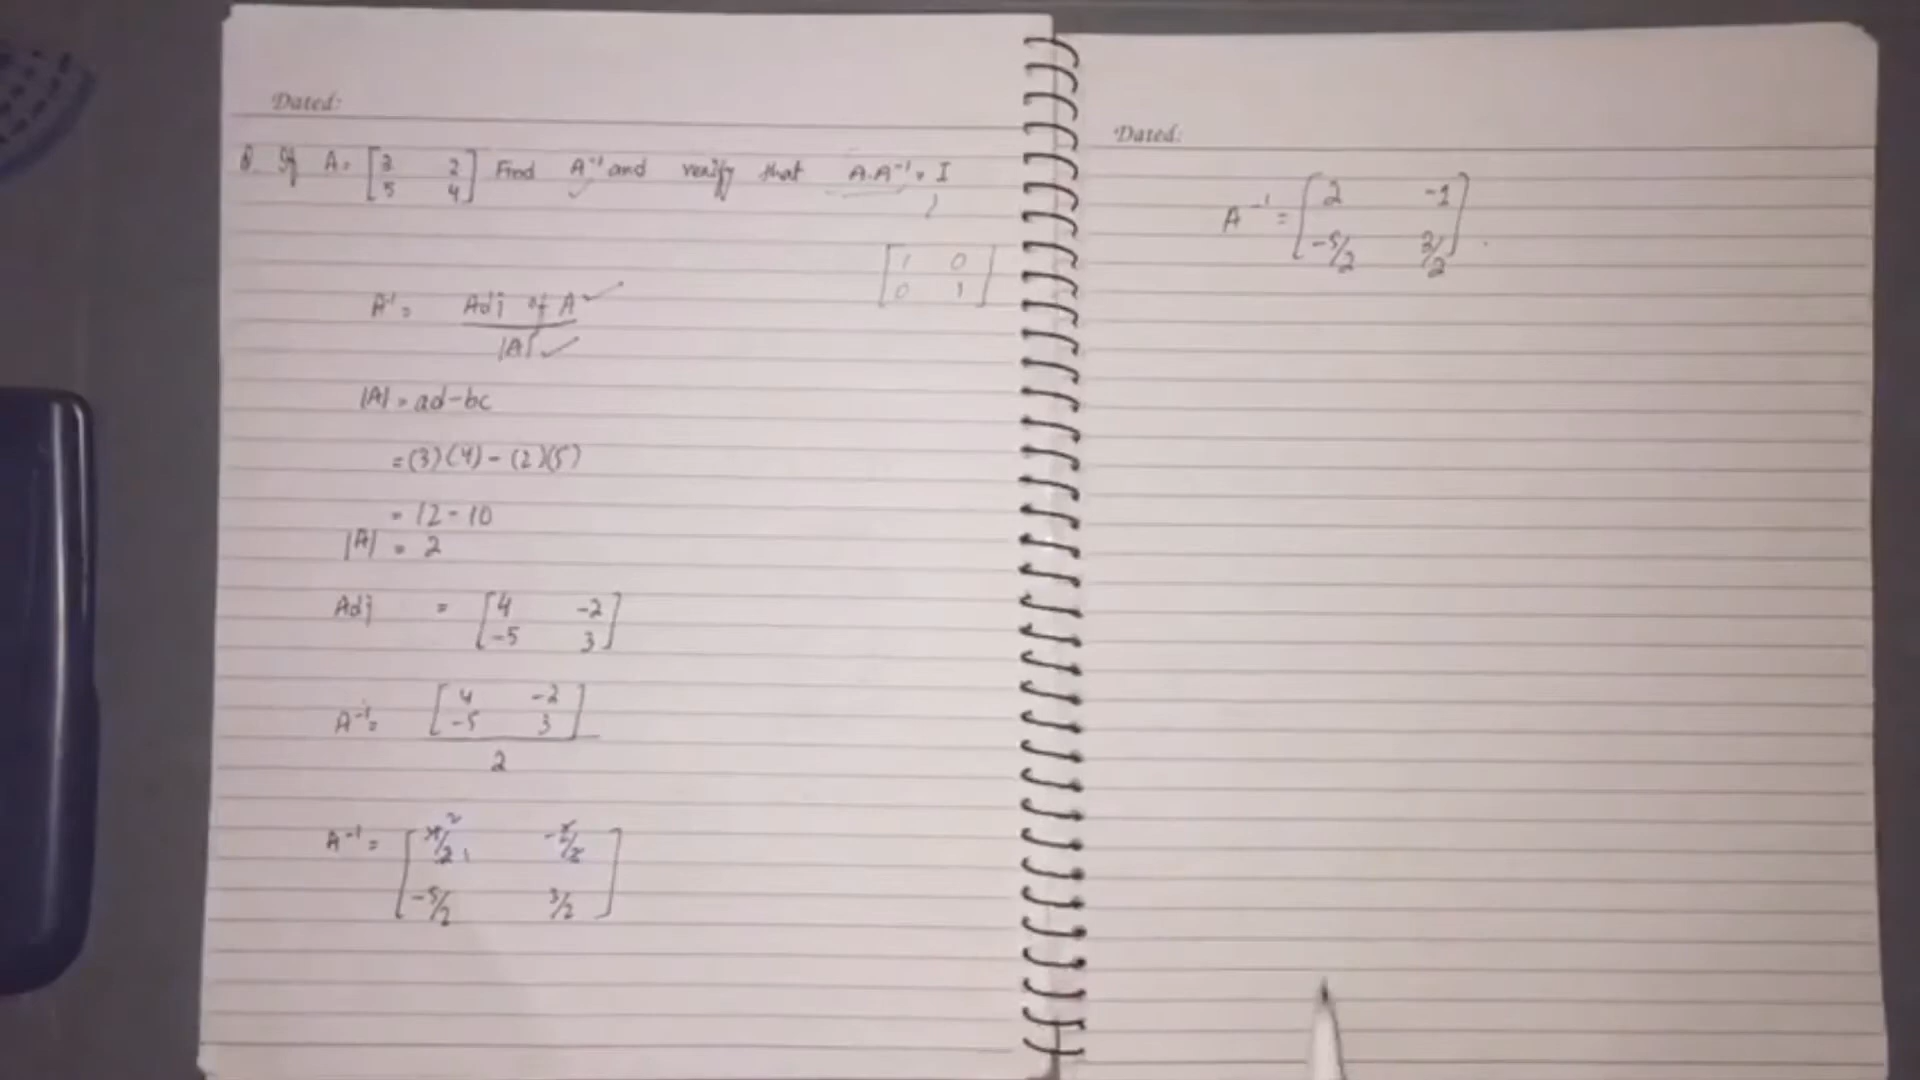 Dated:
Q. If A = [3 2] Find A⁻¹ and verify that A.A⁻¹ = I
[5 4]
[1 0]
[0 1]
A⁻¹ = Adj of A
|A|
|A| = ad-bc
= (3)(4) - (2)(5)
= 12 - 10
|A| = 2
Adj = [4 -2]
[-5 3]
A⁻¹ = [4 -2]
[-5 3]
2
A⁻¹ = [4/2 -2/2]
[-5/2 3/2]
Dated:
A⁻¹ = [2 -1]
[-5/2 3/2]